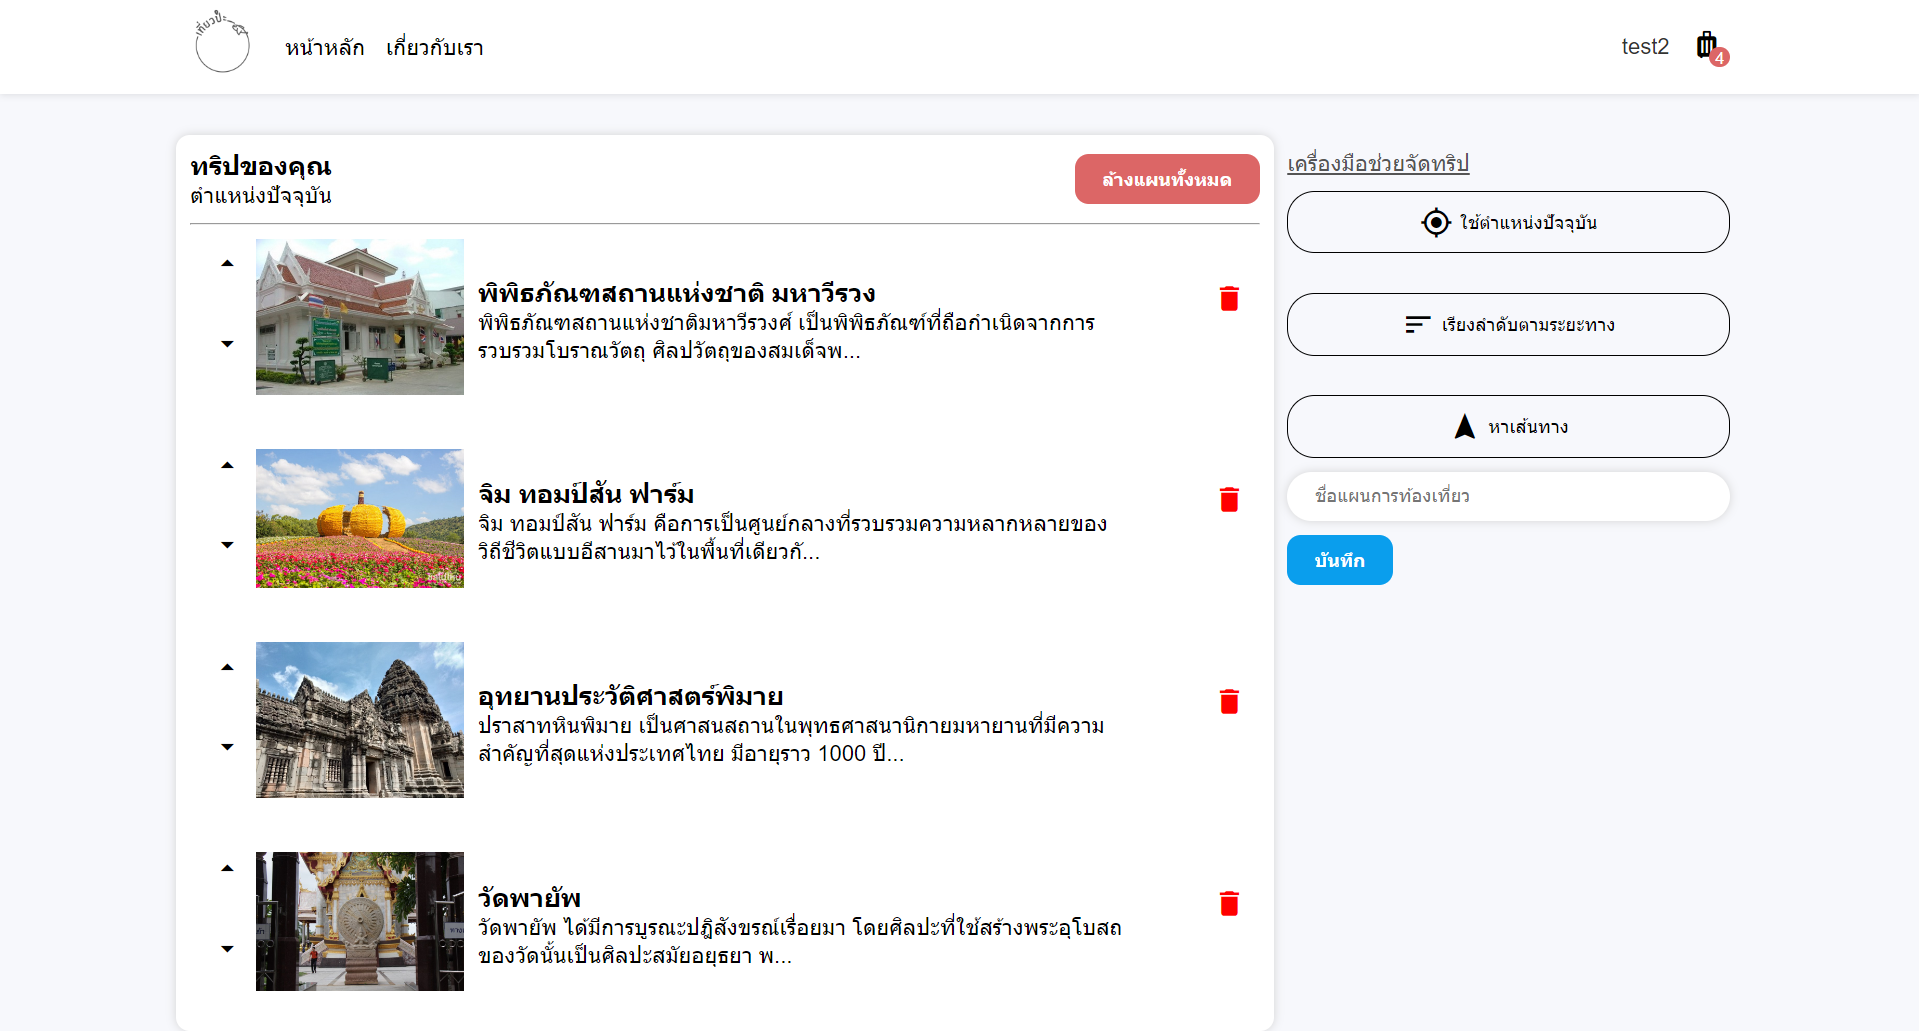 เที่ยวป๊ะ
หน้าหลัก เกี่ยวกับเรา
test2
4
ทริปของคุณ
ตำแหน่งปัจจุบัน
ล้างแผนทั้งหมด
พิพิธภัณฑสถานแห่งชาติ มหาวีรวง
พิพิธภัณฑสถานแห่งชาติมหาวีรวงศ์ เป็นพิพิธภัณฑ์ที่ถือกำเนิดจากการ
รวบรวมโบราณวัตถุ ศิลปวัตถุของสมเด็จพ...
จิม ทอมป์สัน ฟาร์ม
จิม ทอมป์สัน ฟาร์ม คือการเป็นศูนย์กลางที่รวบรวมความหลากหลายของ
วิถีชีวิตแบบอีสานมาไว้ในพื้นที่เดียวกั...
อุทยานประวัติศาสตร์พิมาย
ปราสาทหินพิมาย เป็นศาสนสถานในพุทธศาสนานิกายมหายานที่มีความ
สำคัญที่สุดแห่งประเทศไทย มีอายุราว 1000 ปี...
วัดพายัพ
วัดพายัพ ได้มีการบูรณะปฎิสังขรณ์เรื่อยมา โดยศิลปะที่ใช้สร้างพระอุโบสถ
ของวัดนั้นเป็นศิลปะสมัยอยุธยา พ...
เครื่องมือช่วยจัดทริป
ใช้ตำแหน่งปัจจุบัน
เรียงลำดับตามระยะทาง
หาเส้นทาง
ชื่อแผนการท้องเที่ยว
บันทึก